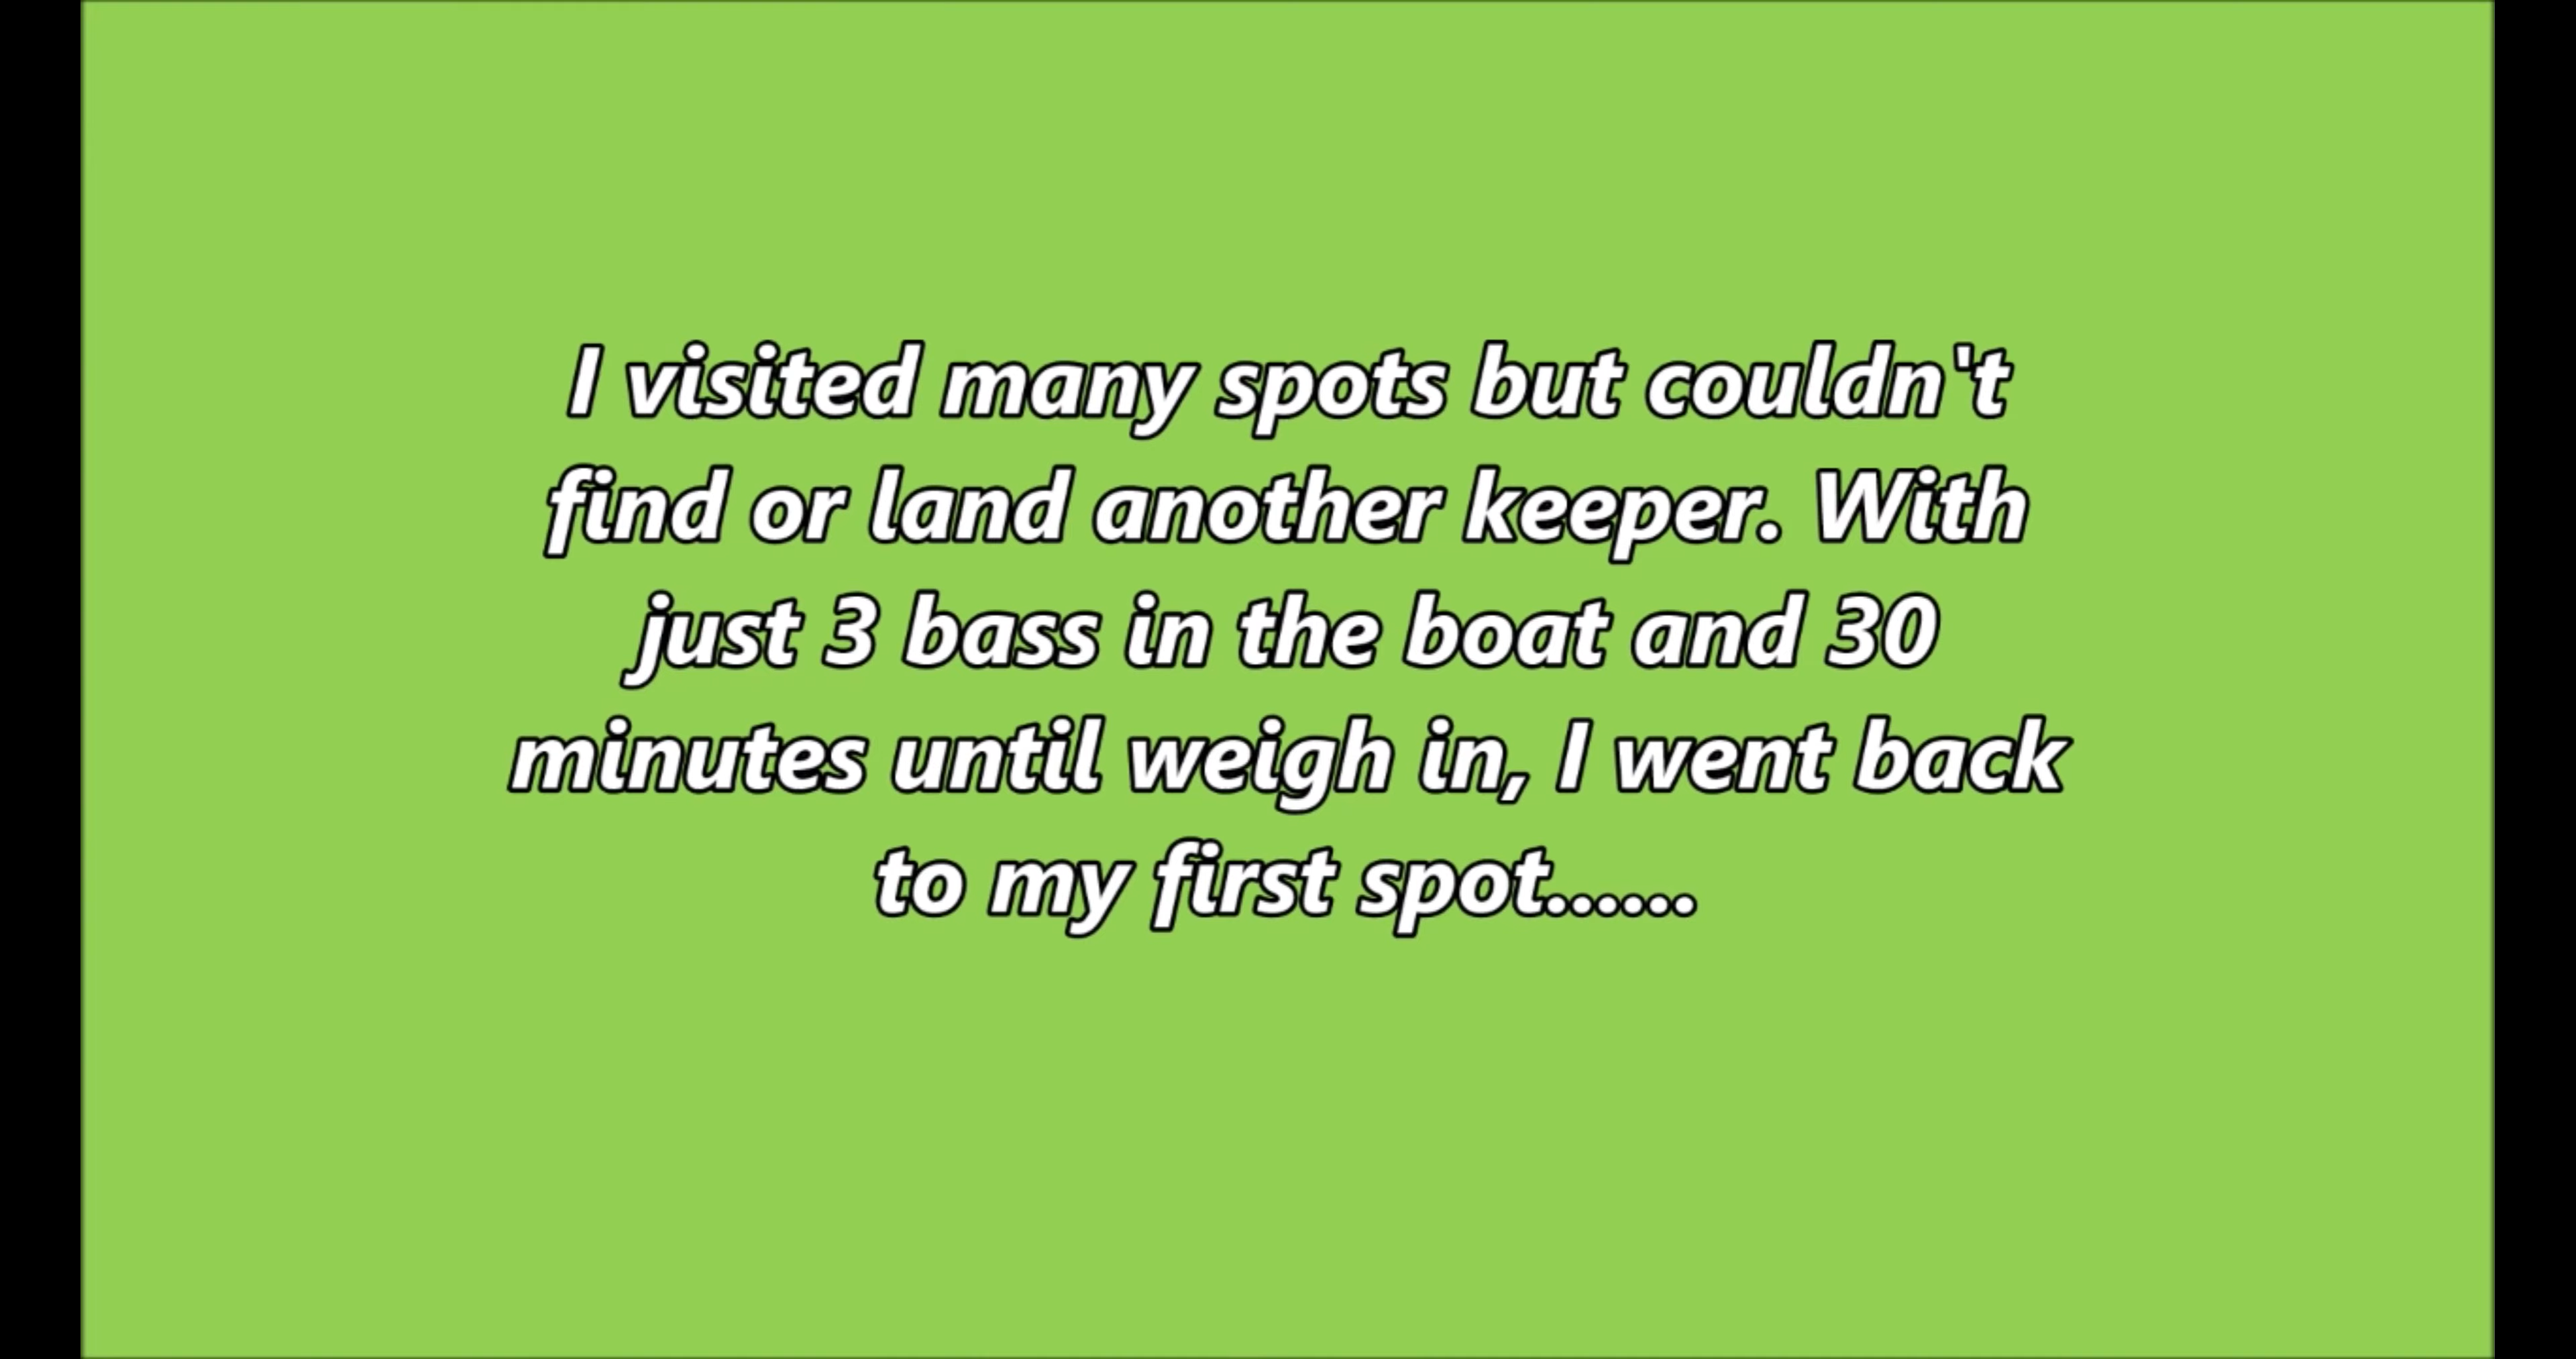 I visited many spots but couldn't
find or land another keeper. With
just 3 bass in the boat and 30
minutes until weigh in, I went back
to my first spot......